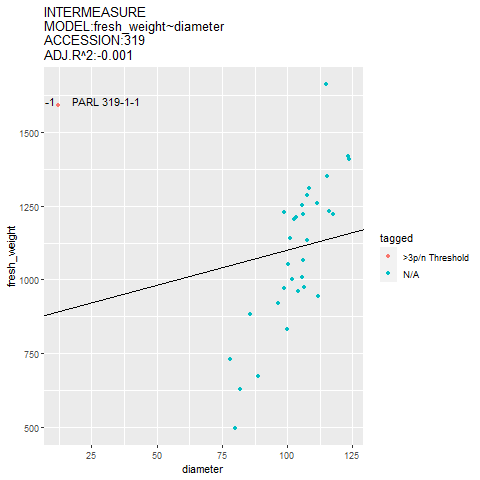 INTERMEASURE
MODEL:fresh_weight~diameter
ACCESSION:319
ADJ.R^2:-0.001
-1 PARL 319-1-1
1500
1250
1000
750
500
fresh_weight
25 50 75 100 125
diameter
tagged
>3p/n Threshold
N/A